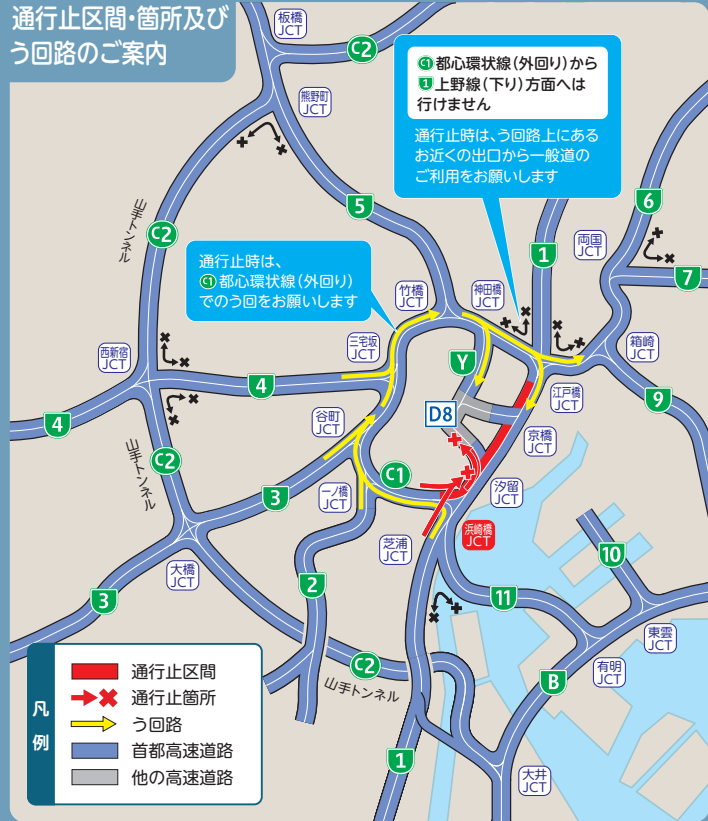 通行止区間・箇所及び
う回路のご案内
板橋
JCT
C2
C1都心環状線(外回り)から
1上野線(下り)方面へは
行けません
通行止時は、う回路上にある
お近くの出口から一般道の
ご利用をお願いします
熊野町
JCT
山手トンネル
C2
5
6
両国
JCT
1
7
通行止時は、
C1都心環状線(外回り)
でのう回をお願いします
竹橋
JCT
神田橋
JCT
三宅坂
JCT
箱崎
JCT
西新宿
JCT
Y
4
江戸橋
JCT
9
4
D8
谷町
JCT
京橋
JCT
C2
山手トンネル
C1
3
一ノ橋
JCT
汐留
JCT
浜崎橋
JCT
芝浦
JCT
10
大橋
JCT
2
11
3
東雲
JCT
有明
JCT
C2
山手トンネル
B
1
大井
JCT
凡例
通行止区間
通行止箇所
う回路
首都高速道路
他の高速道路